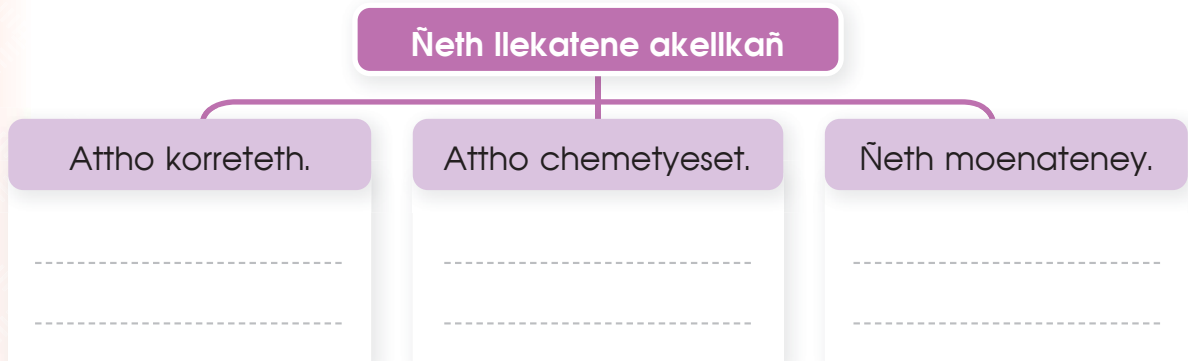 Ñeth llekatene akellkañ
Attho korreteth.
Attho chemetyeset.
Ñeth moenateney.